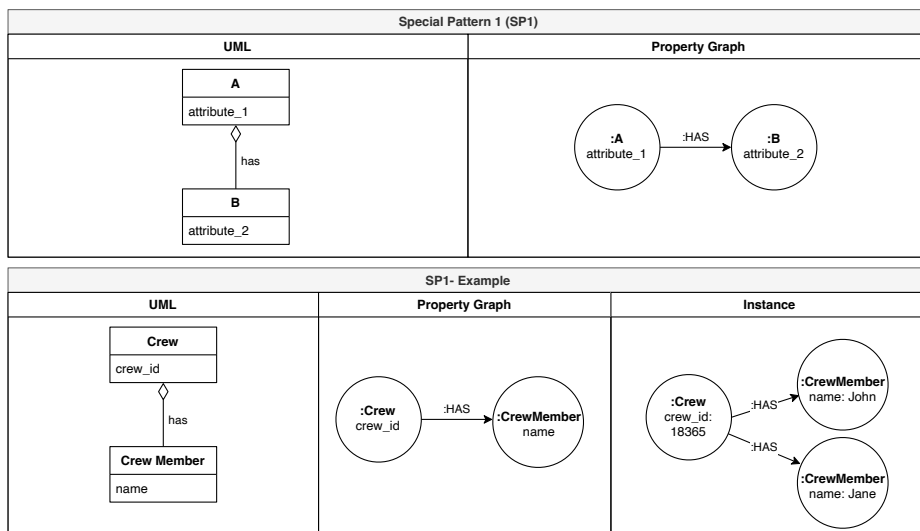 Special Pattern 1 (SP1)
UML
Property Graph
A
attribute_1
has
B
attribute_2
:A
attribute_1
:HAS
:B
attribute_2
SP1- Example
UML
Property Graph
Instance
Crew
crew_id
has
Crew Member
name
:Crew
crew_id
:HAS
:CrewMember
name
:Crew
crew_id:
18365
:HAS
:CrewMember
name: John
:HAS
:CrewMember
name: Jane